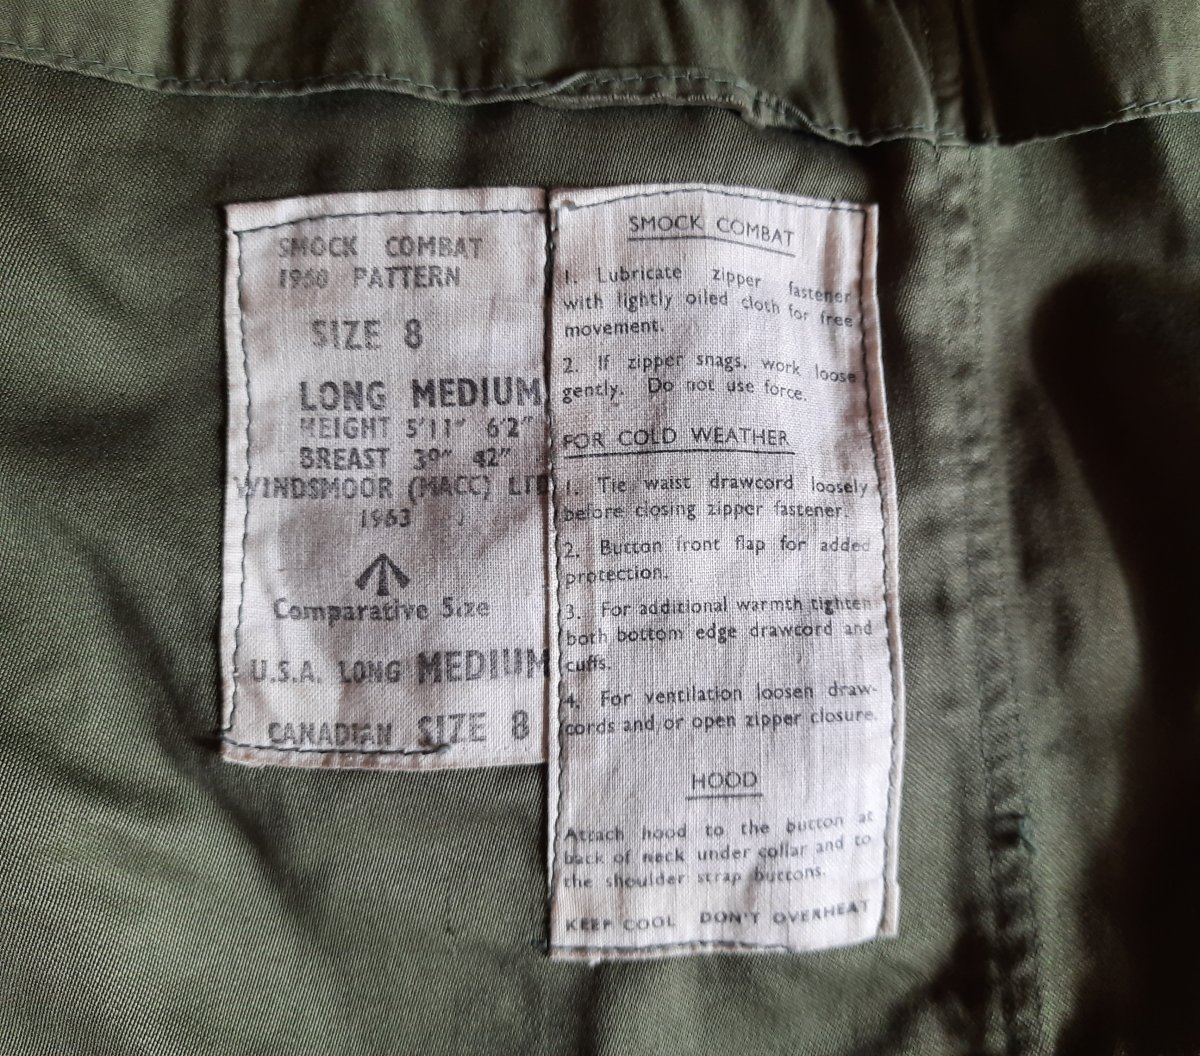 SMOCK COMBAT
1960 PATTERN
SIZE 8
LONG MEDIUM
HEIGHT 5'11" 6'2"
BREAST 39" 42"
WINDSMOOR (MACC) LTD
1963
Comparative Size
U.S.A. LONG MEDIUM
CANADIAN SIZE 8
SMOCK COMBAT
1. Lubricate zipper fastener
with lightly oiled cloth for free
movement.
2. If zipper snags, work loose
gently. Do not use force.
FOR COLD WEATHER
1. Tie waist drawcord loosely
before closing zipper fastener.
2. Button front flap for added
protection.
3. For additional warmth tighten
both bottom edge drawcord and
cuffs.
4. For ventilation loosen draw-
cords and/or open zipper closure.
HOOD
Attach hood to the button at
back of neck under collar and to
the shoulder strap buttons.
KEEP COOL DON'T OVERHEAT